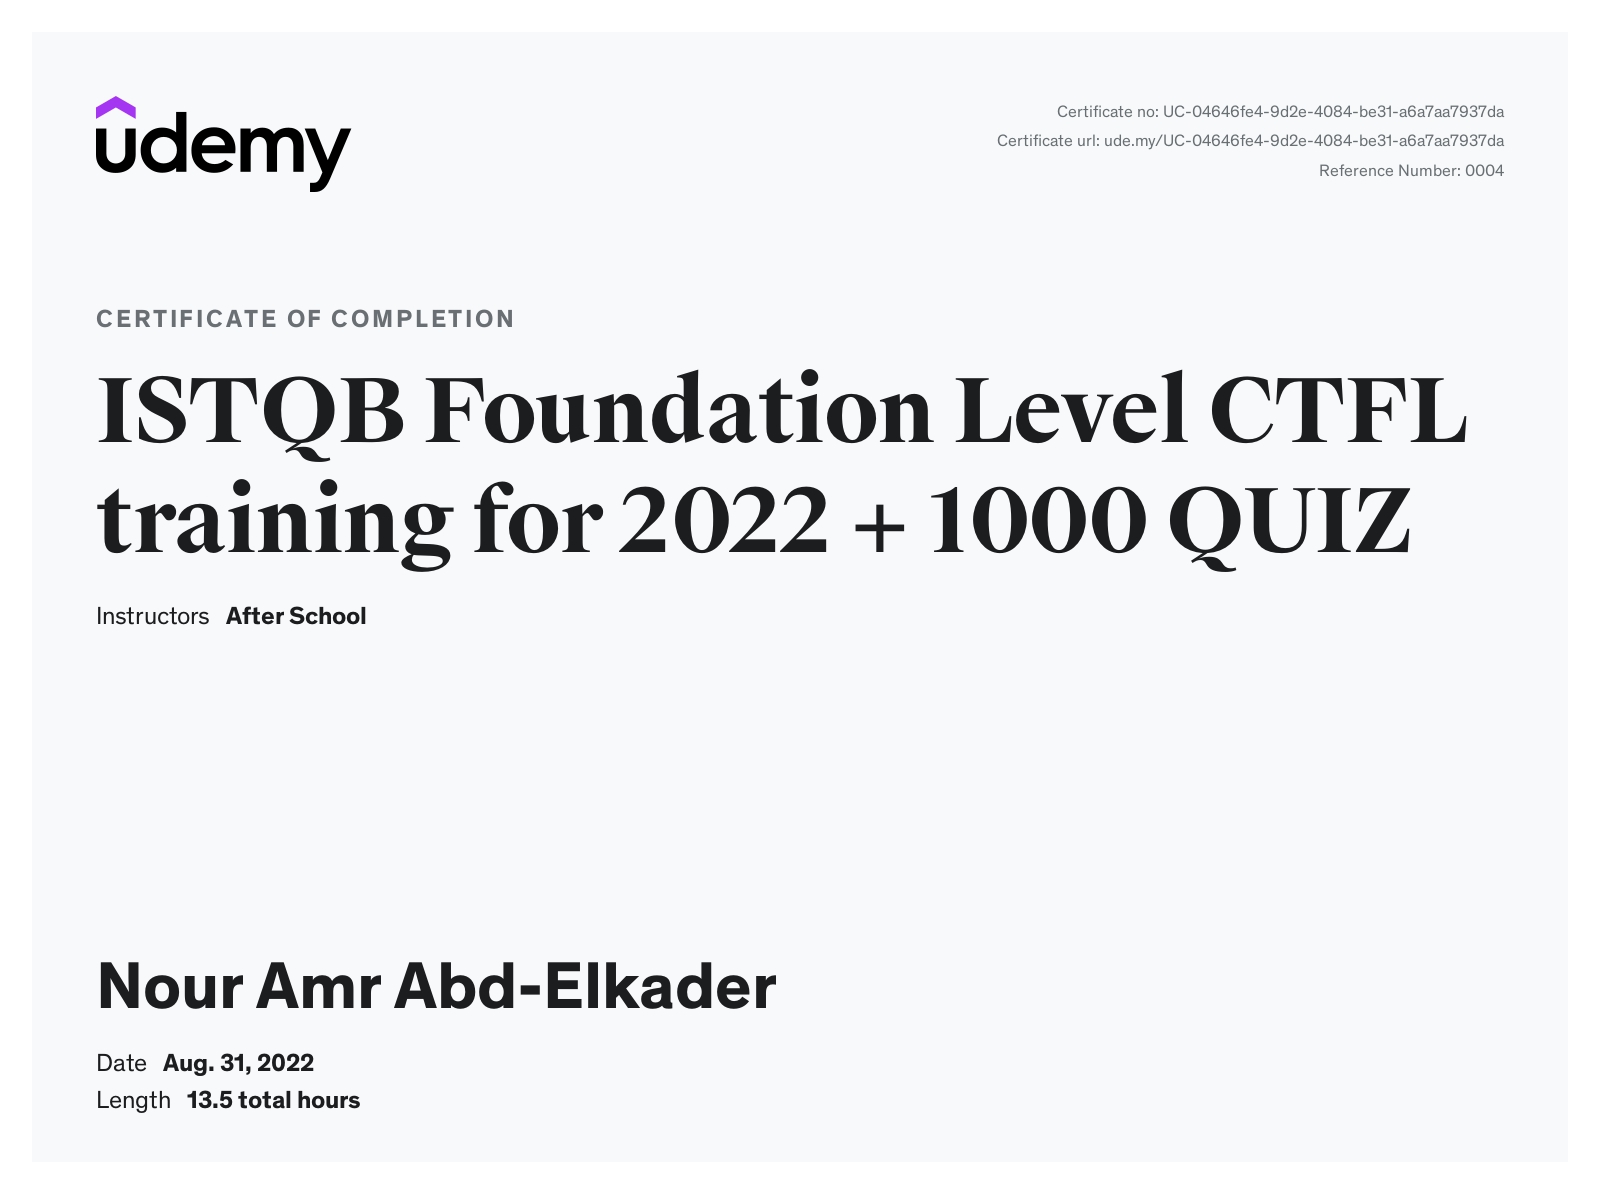 udemy
Certificate no: UC-04646fe4-9d2e-4084-be31-a6a7aa7937da
Certificate url: ude.my/UC-04646fe4-9d2e-4084-be31-a6a7aa7937da
Reference Number: 0004
CERTIFICATE OF COMPLETION
ISTQB Foundation Level CTFL
training for 2022 + 1000 QUIZ
Instructors After School
Nour Amr Abd-Elkader
Date Aug. 31, 2022
Length 13.5 total hours